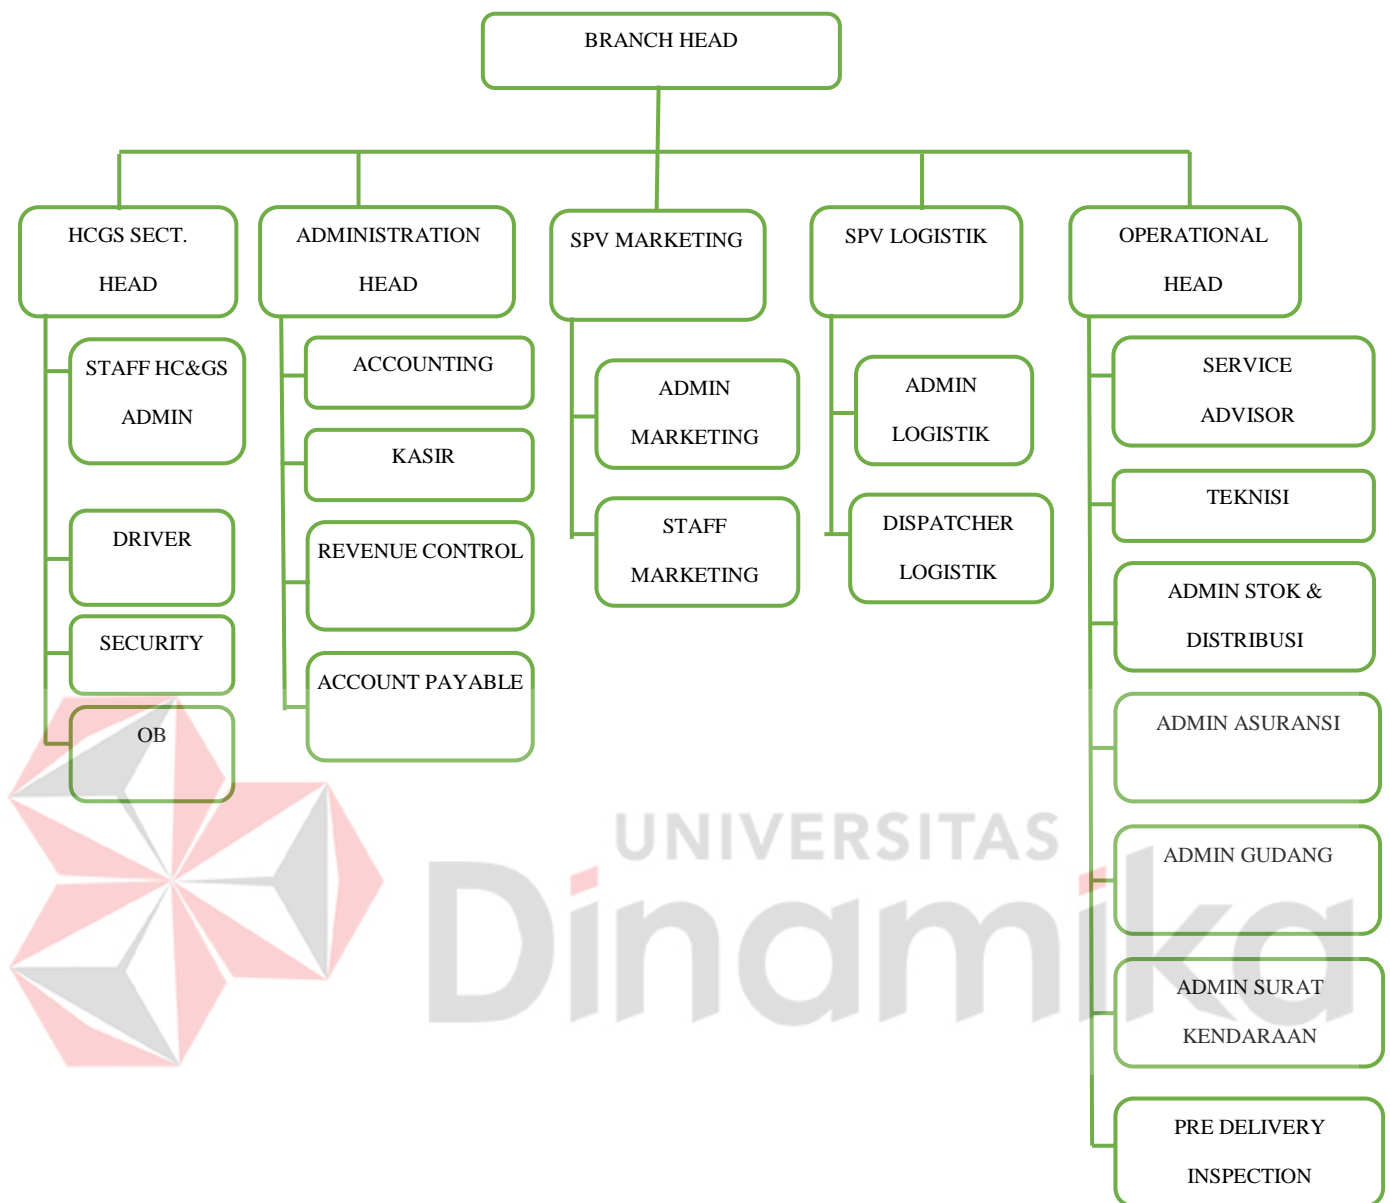 BRANCH HEAD
HCGS SECT.
HEAD
ADMINISTRATION
HEAD
SPV MARKETING
SPV LOGISTIK
OPERATIONAL
HEAD
STAFF HC&GS
ADMIN
DRIVER
SECURITY
OB
ACCOUNTING
KASIR
REVENUE CONTROL
ACCOUNT PAYABLE
ADMIN
MARKETING
STAFF
MARKETING
ADMIN
LOGISTIK
DISPATCHER
LOGISTIK
SERVICE
ADVISOR
TEKNISI
ADMIN STOK &
DISTRIBUSI
ADMIN ASURANSI
ADMIN GUDANG
ADMIN SURAT
KENDARAAN
PRE DELIVERY
INSPECTION
UNIVERSITAS
Dinamika